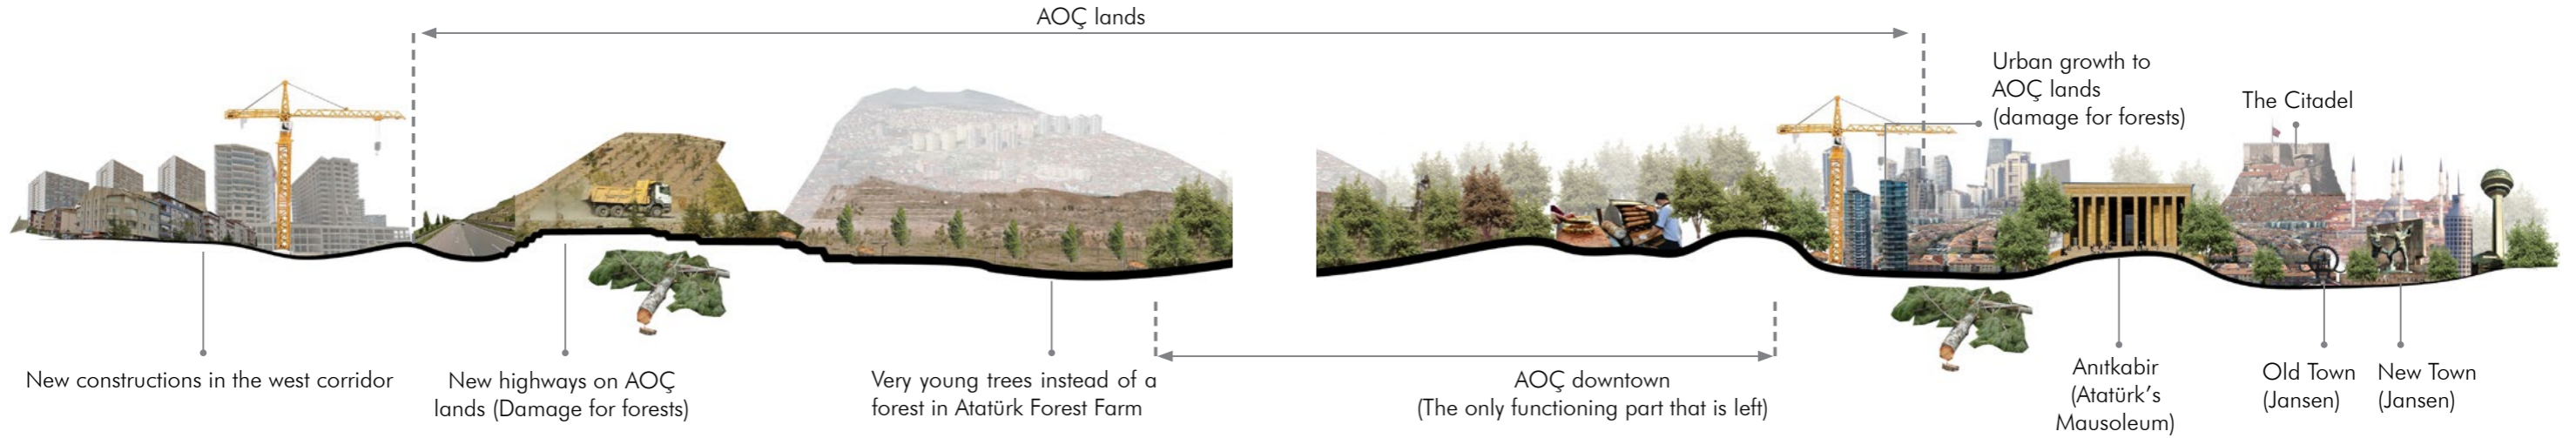 AOÇ lands
Urban growth to
AOÇ lands
(damage for forests)
The Citadel
New constructions in the west corridor
New highways on AOÇ
lands (Damage for forests)
Very young trees instead of a
forest in Atatürk Forest Farm
AOÇ downtown
(The only functioning part that is left)
Anıtkabir
(Atatürk's
Mausoleum)
Old Town
(Jansen)
New Town
(Jansen)